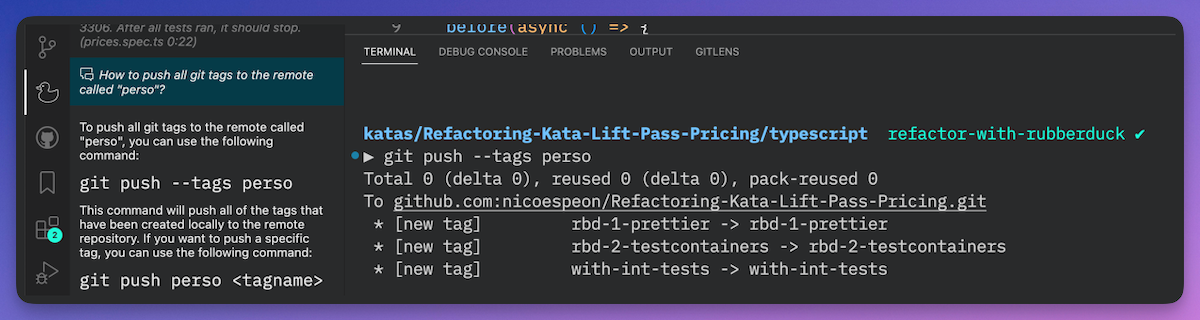 3306. After all tests ran, it should stop.
(prices.spec.ts 0:22)
How to push all git tags to the remote
called "perso"?
To push all git tags to the remote called
"perso", you can use the following
command:
git push --tags perso
This command will push all of the tags that
have been created locally to the remote
repository. If you want to push a specific
tag, you can use the following command:
git push perso <tagname>
2
9 before(async () => {
TERMINAL DEBUG CONSOLE PROBLEMS OUTPUT GITLENS
katas/Refactoring-Kata-Lift-Pass-Pricing/typescript refactor-with-rubberduck ✔
▶ git push --tags perso
Total 0 (delta 0), reused 0 (delta 0), pack-reused 0
To github.com:nicoespeon/Refactoring-Kata-Lift-Pass-Pricing.git
* [new tag] rbd-1-prettier -> rbd-1-prettier
* [new tag] rbd-2-testcontainers -> rbd-2-testcontainers
* [new tag] with-int-tests -> with-int-tests